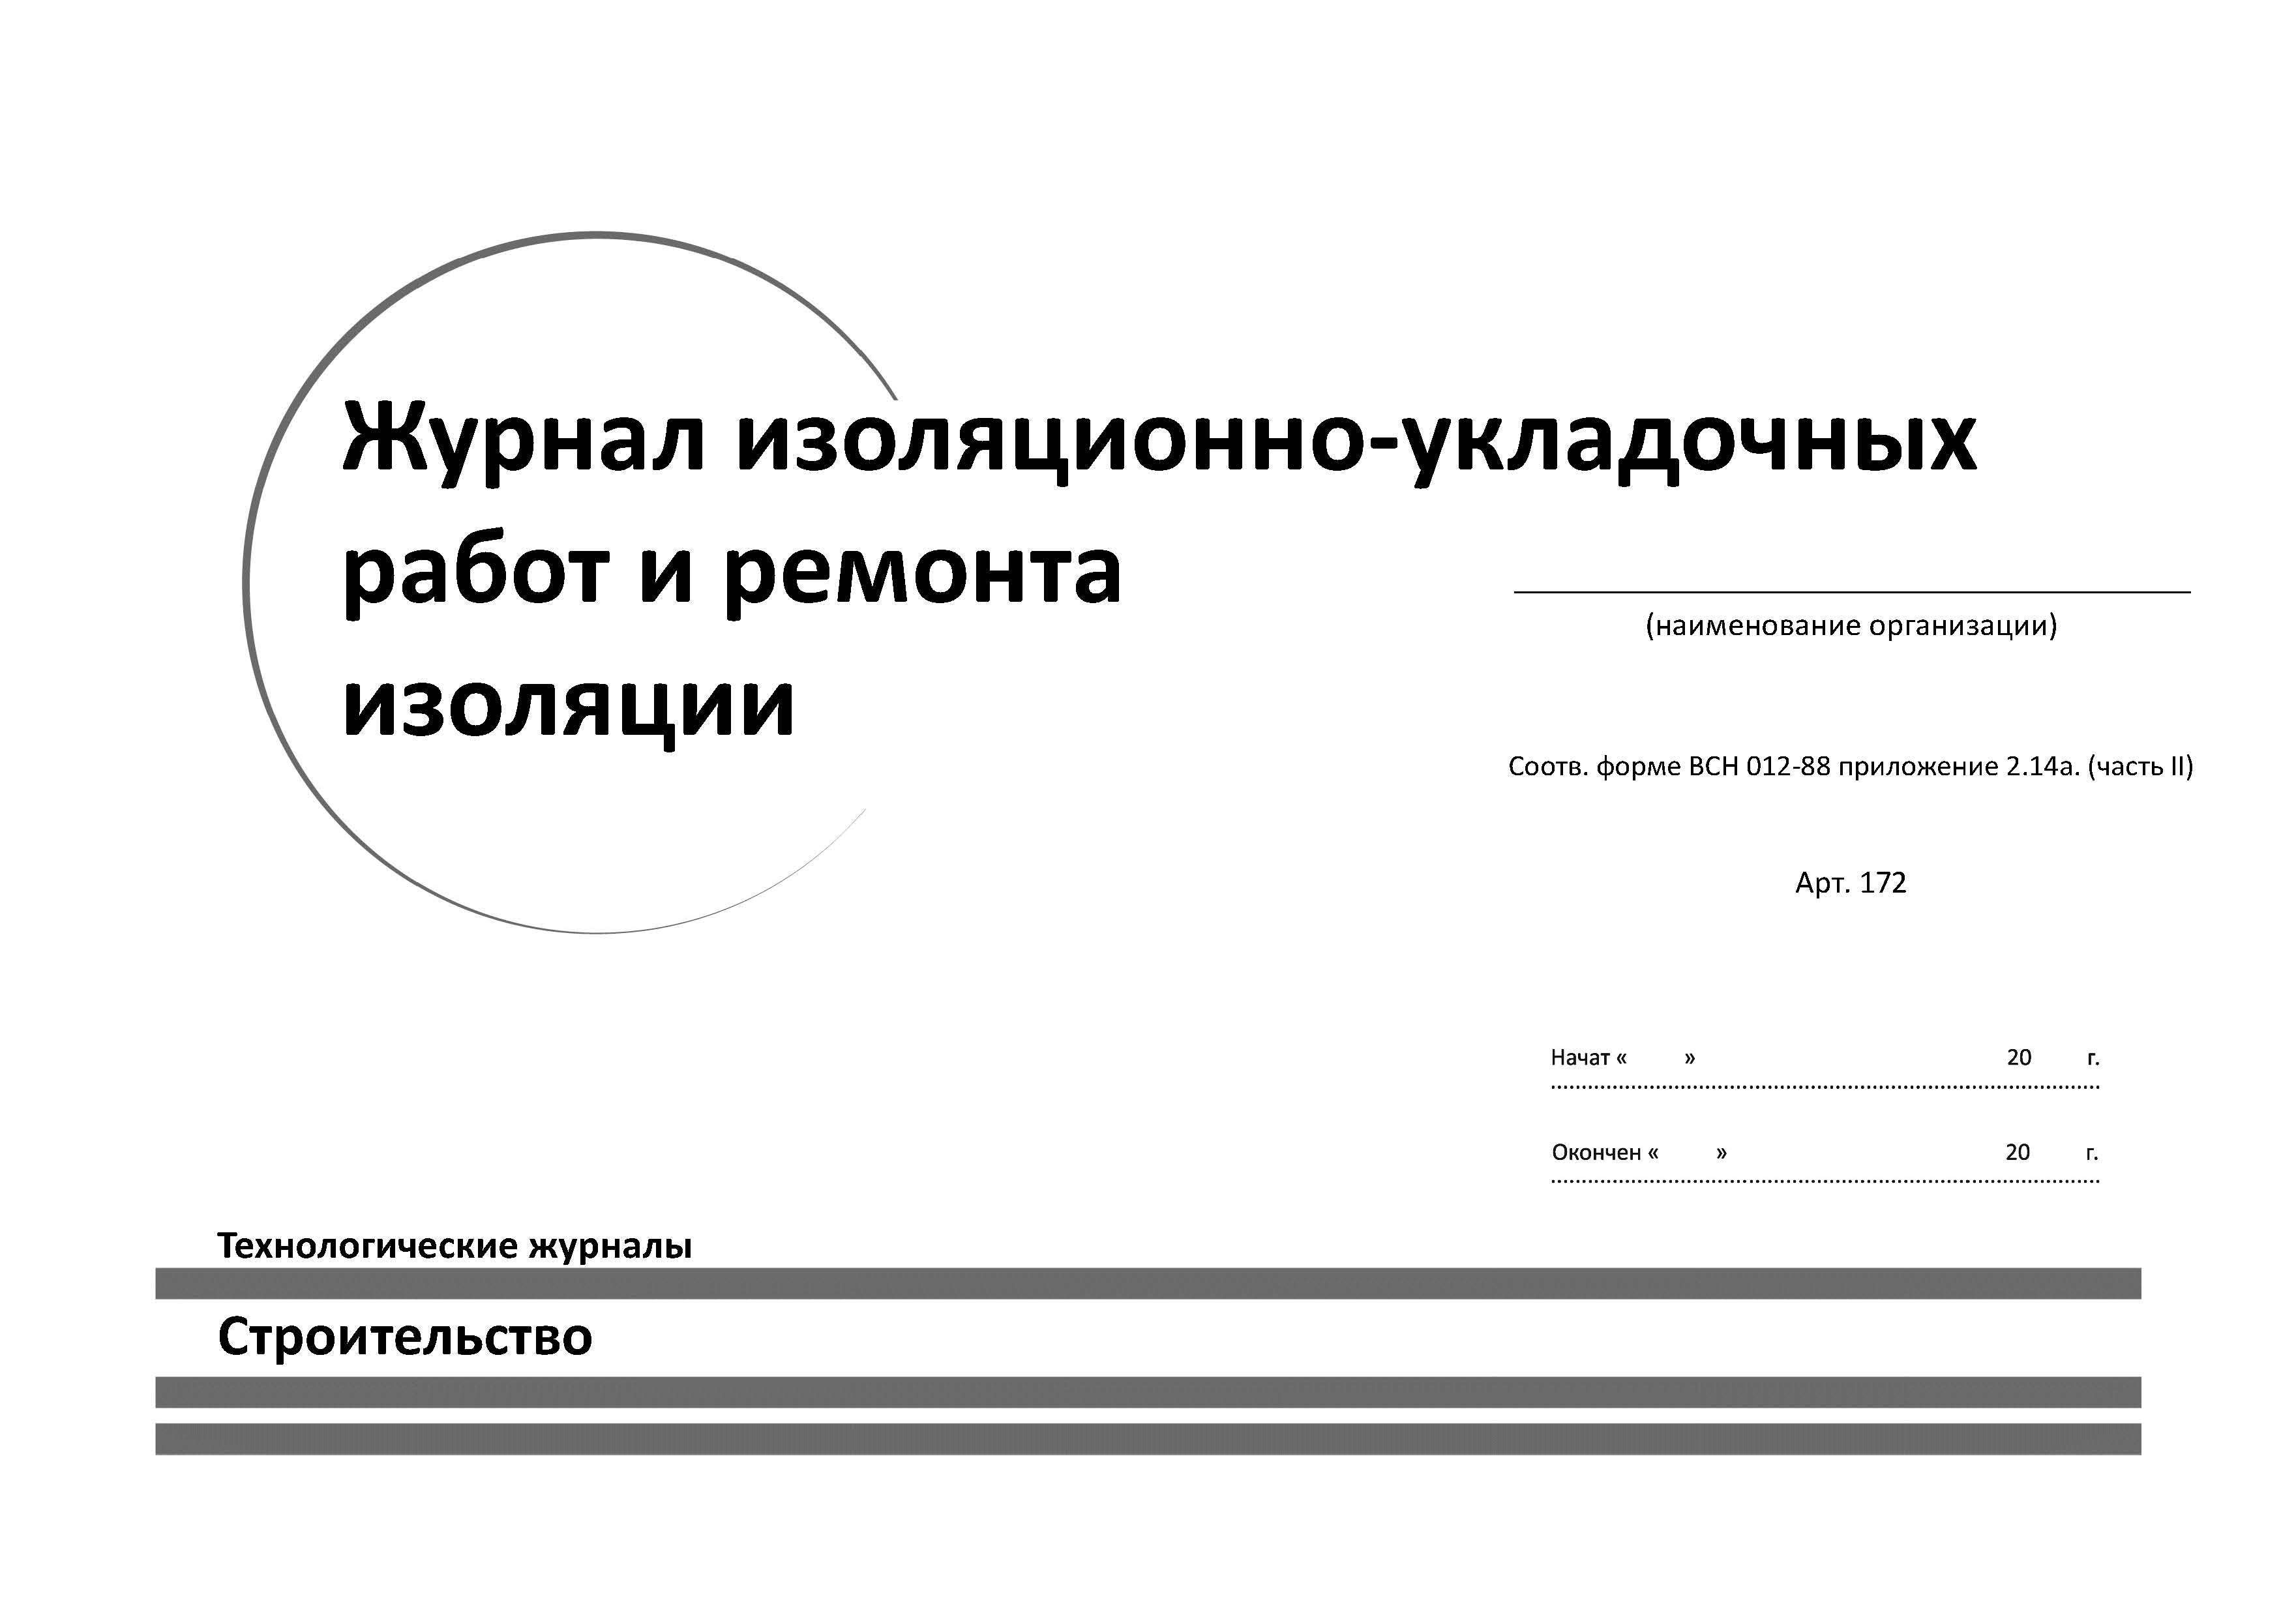 Журнал изоляционно-укладочных
работ и ремонта
изоляции
(наименование организации)
Соотв. форме ВСН 012-88 приложение 2.14а. (часть II)
Арт. 172
Начат « » 20 г.
Окончен « » 20 г.
Технологические журналы
Строительство